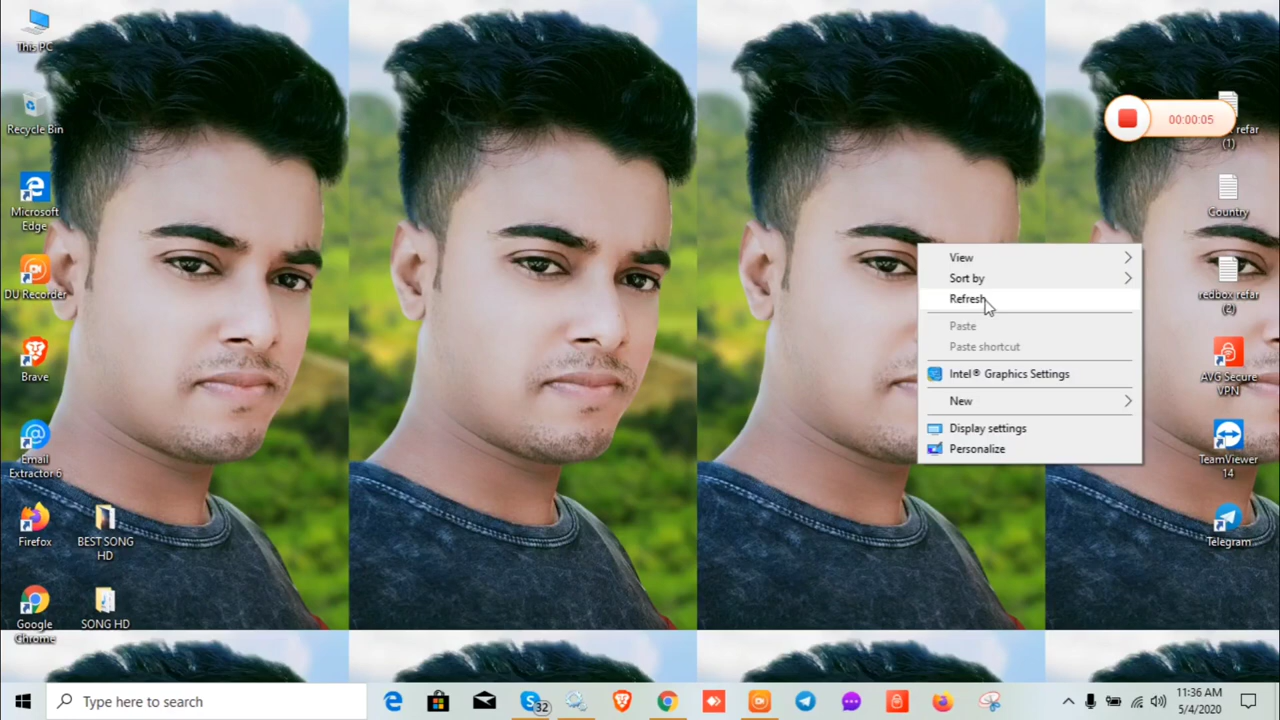 This PC
Recycle Bin
Microsoft
Edge
DU Recorder
Brave
Email
Extractor 6
Firefox
BEST SONG
HD
Google
Chrome
SONG HD
00:00:05
refar
(1)
Country
redbox refar
(2)
AVG Secure
VPN
TeamViewer
14
Telegram
View
Sort by
Refresh
Paste
Paste shortcut
Intel® Graphics Settings
New
Display settings
Personalize
Type here to search
32
11:36 AM
5/4/2020